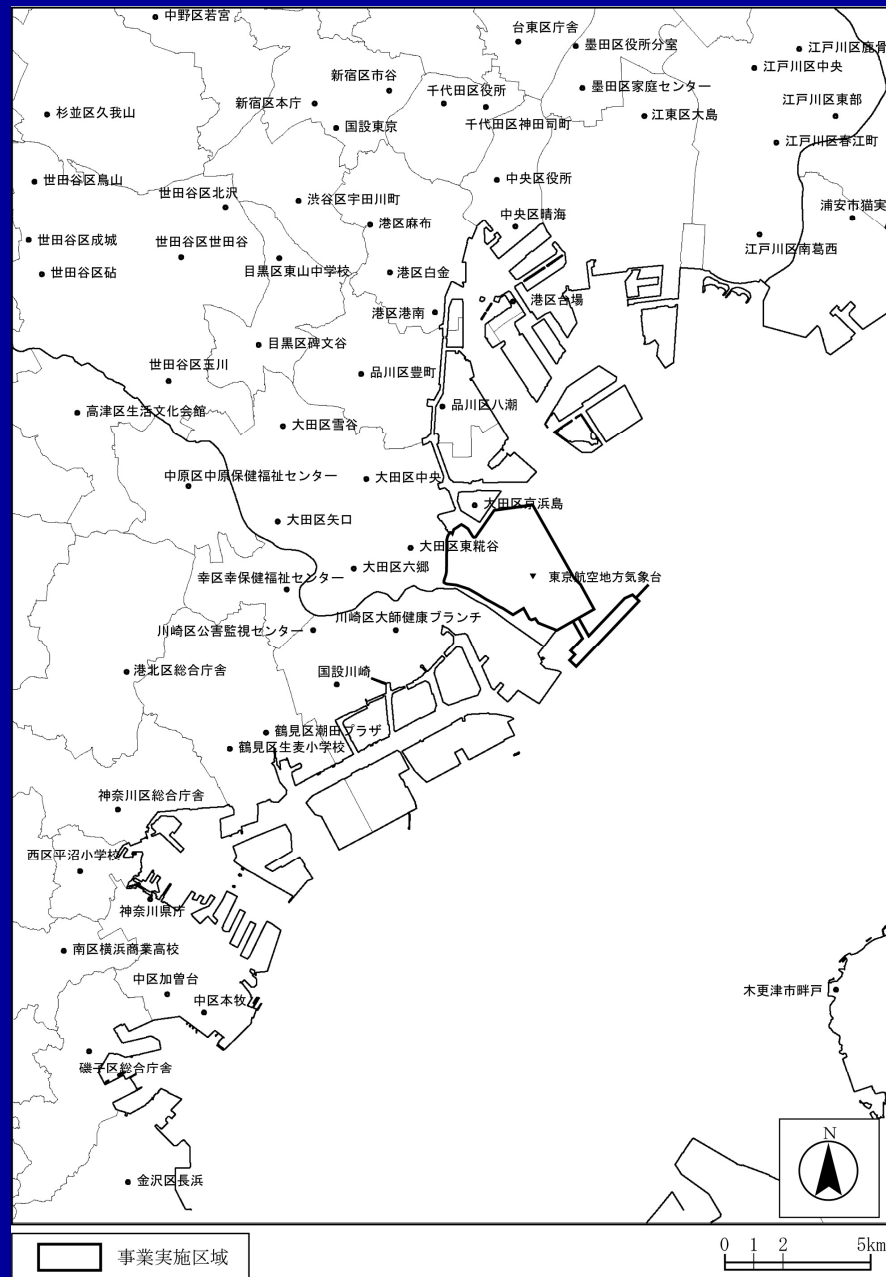 中野区若宮
台東区庁舎
墨田区役所分室
江戸川区鹿骨
江戸川区中央
新宿区市谷
墨田区家庭センター
新宿区本庁
千代田区役所
江戸川区東部
杉並区久我山
国設東京
千代田区神田司町
江東区大島
江戸川区春江町
世田谷区烏山
中央区役所
世田谷区北沢
渋谷区宇田川町
浦安市猫実
港区麻布
中央区晴海
世田谷区成城
世田谷区世田谷
江戸川区南葛西
世田谷区砧
目黒区東山中学校
港区白金
港区台場
港区港南
目黒区碑文谷
世田谷区玉川
品川区豊町
高津区生活文化会館
品川区八潮
大田区雪谷
中原区中原保健福祉センター
大田区中央
大田区京浜島
大田区矢口
大田区東糀谷
大田区六郷
東京航空地方気象台
幸区幸保健福祉センター
川崎区大師健康ブランチ
川崎区公害監視センター
港北区総合庁舎
国設川崎
鶴見区潮田プラザ
鶴見区生麦小学校
神奈川区総合庁舎
西区平沼小学校
神奈川県庁
南区横浜商業高校
中区加曽台
木更津市畔戸
中区本牧
磯子区総合庁舎
金沢区長浜
N
事業実施区域
0 1 2 5km